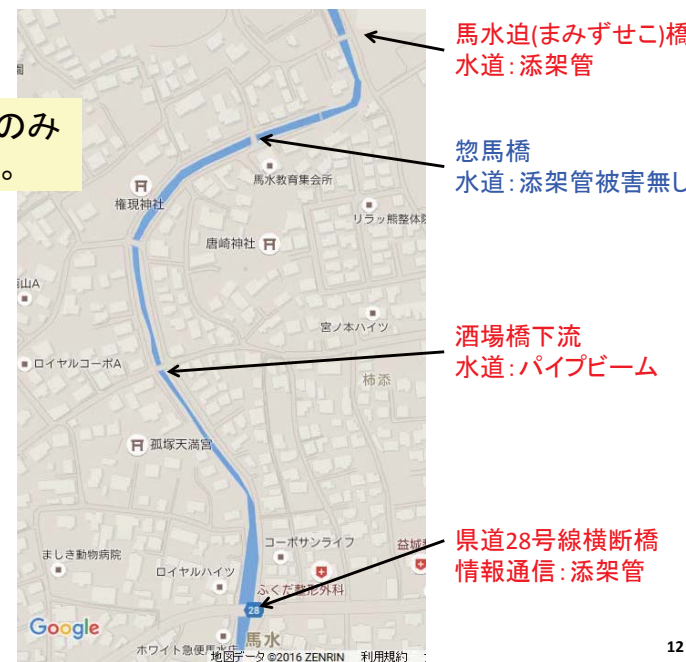 馬水迫(まみずせこ)橋
水道：添架管
のみ
。
惣馬橋
水道：添架管被害無し
馬水教育集会所
権現神社
リラッ熊整体院
唐崎神社
山A
宮ノ本ハイツ
酒場橋下流
水道：パイプビーム
ロイヤルコーポA
柿添
孤塚天満宮
県道28号線横断橋
情報通信：添架管
コーポサンライフ
益城
ましき動物病院
ロイヤルハイツ
ふくだ整形外科
28
Google
馬水
ホワイト急便馬水店
地図データ ©2016 ZENRIN 利用規約
12